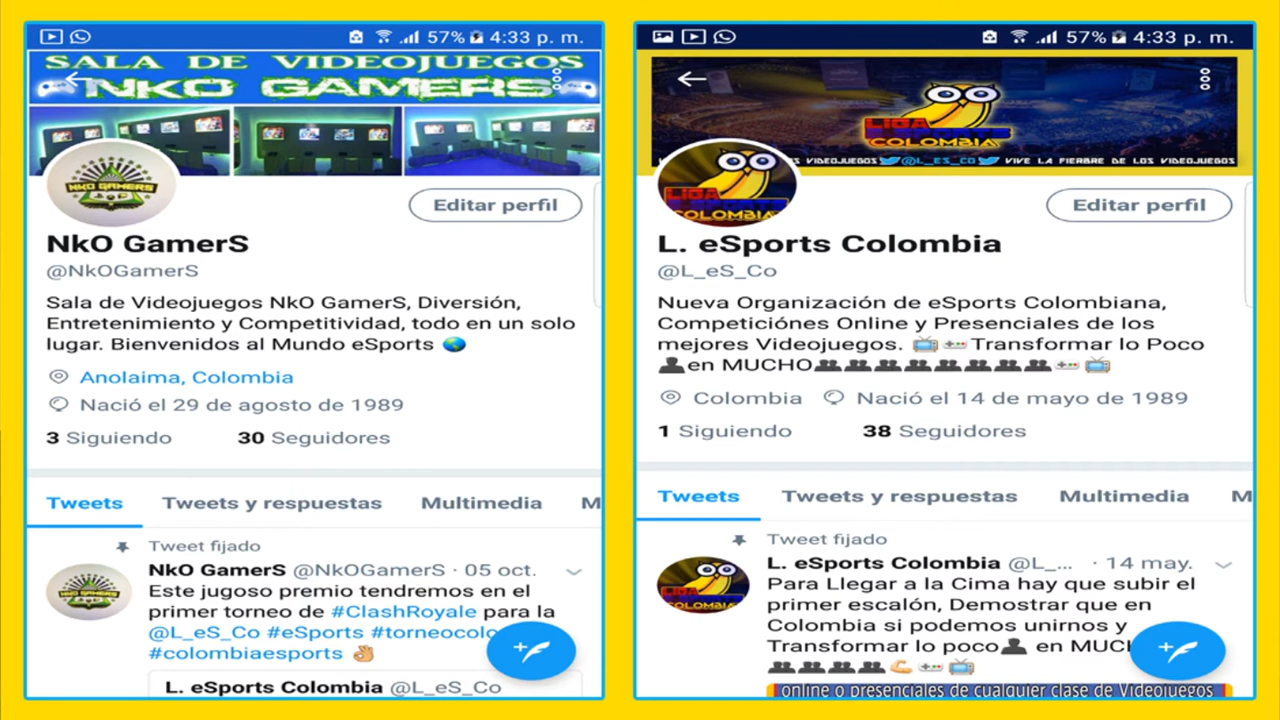 57% 4:33 p. m.
SALA DE VIDEOJUEGOS
NKO GAMERS
NKO GAMERS
Editar perfil
NkO GamerS
@NkOGamerS
Sala de Videojuegos NkO GamerS, Diversión,
Entretenimiento y Competitividad, todo en un solo
lugar. Bienvenidos al Mundo eSports 🌎
Anolaima, Colombia
Nació el 29 de agosto de 1989
3 Siguiendo 30 Seguidores
Tweets Tweets y respuestas Multimedia M
Tweet fijado
NkO GamerS @NkOGamerS · 05 oct.
Este jugoso premio tendremos en el
primer torneo de #ClashRoyale para la
@L_eS_Co #eSports #torneocolo
#colombiaesports 👌
NKO GAMERS
L. eSports Colombia @L_eS_Co
57% 4:33 p. m.
LIGA
ESPORTS
COLOMBIA
VIDEOJUEGOS @L_ES_CO VIVE LA FIERBRE DE LOS VIDEOJUEGOS
LIGA
ESPORTS
COLOMBIA
Editar perfil
L. eSports Colombia
@L_eS_Co
Nueva Organización de eSports Colombiana,
Competiciónes Online y Presenciales de los
mejores Videojuegos. 📺🎮Transformar lo Poco
👤en MUCHO👥👥👥👥👥👥👥👥🎮📺
Colombia Nació el 14 de mayo de 1989
1 Siguiendo 38 Seguidores
Tweets Tweets y respuestas Multimedia M
Tweet fijado
L. eSports Colombia @L_... · 14 may.
Para Llegar a la Cima hay que subir el
primer escalón, Demostrar que en
Colombia si podemos unirnos y
Transformar lo poco👤 en MUCH
👥👥👥👥💪🎮📺
COLOMBIA
online o presenciales de cualquier clase de Videojuegos